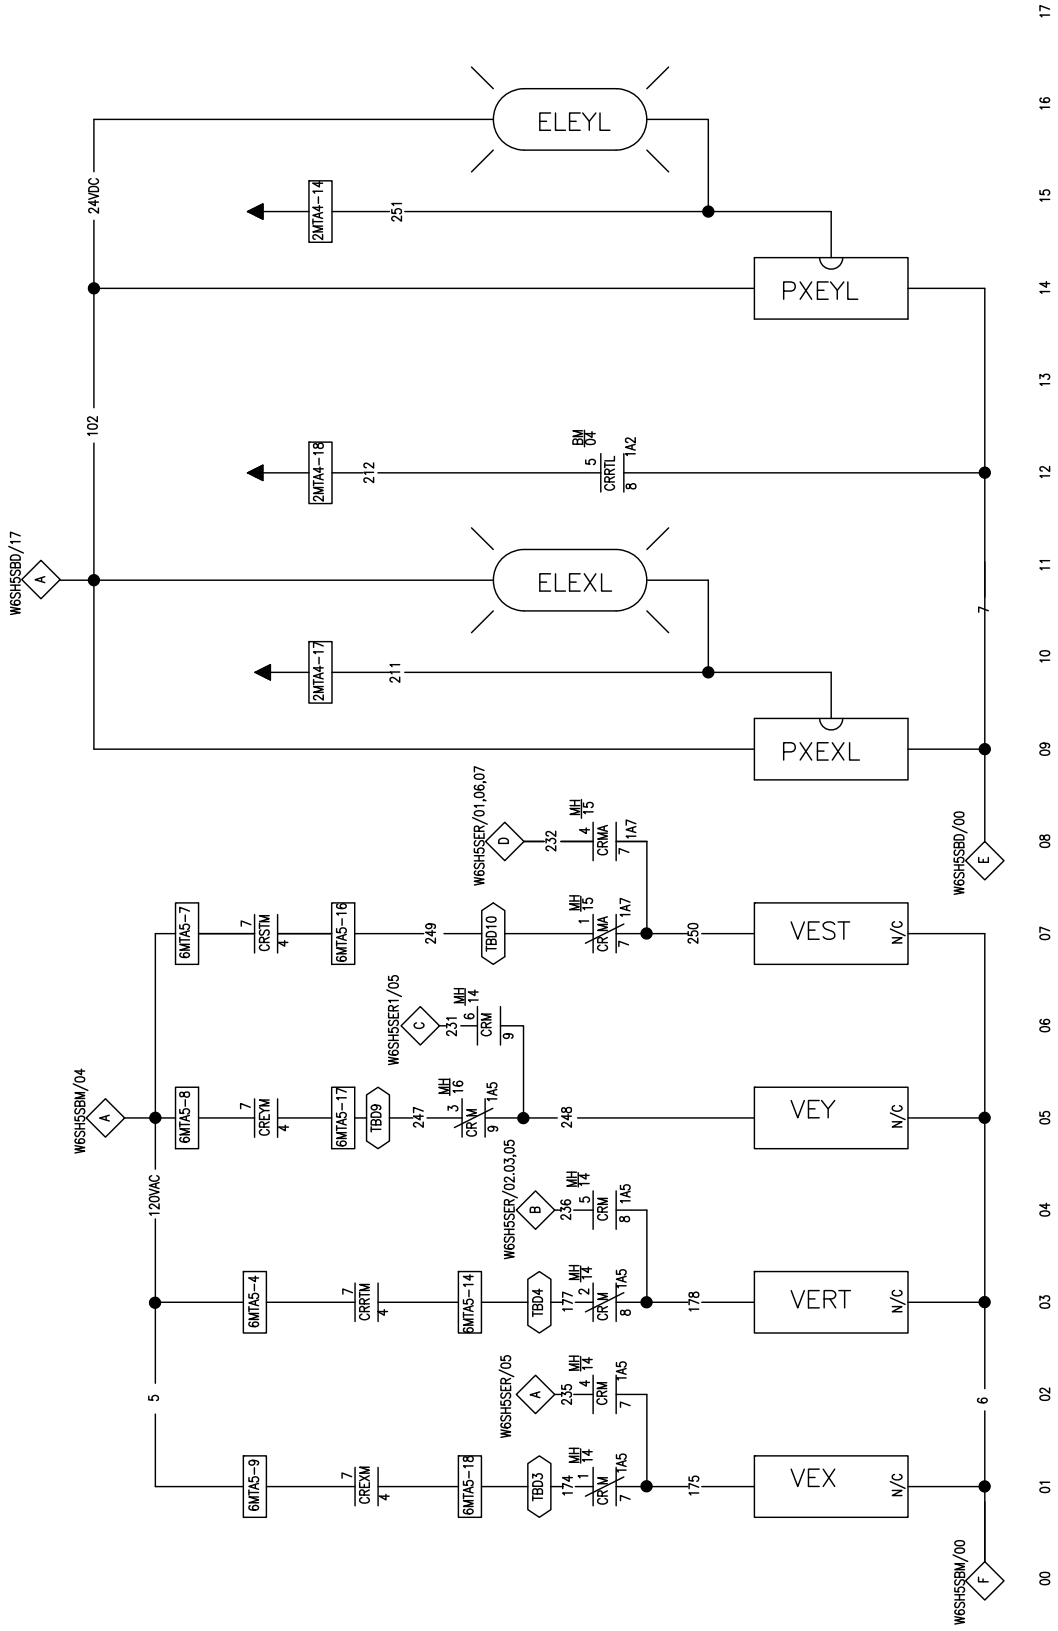 00
01
02
03
04
05
06
07
08
09
10
11
12
13
14
15
16
17
W6SH5SBM/04
A
120VAC
5
6MTA5-9
7
CREXM
4
6MTA5-18
TBD3
174
MH
14
1
CRM
7
1A5
175
VEX
N/C
W6SH5SBM/00
F
W6SH5SER/05
A
235
MH
14
4
CRM
7
1A5
6MTA5-4
7
CRRTM
4
6MTA5-14
TBD4
177
MH
14
2
CRM
8
1A5
178
VERT
N/C
6
W6SH5SER/02.03,05
B
236
MH
14
5
CRM
8
1A5
6MTA5-8
7
CREYM
4
6MTA5-17
TBD9
247
MH
16
3
CRYM
9
1A5
248
VEY
N/C
W6SH5SER1/05
C
231
MH
14
6
CRM
9
6MTA5-7
7
CRSTM
4
6MTA5-16
249
TBD10
MH
15
1
CRMA
7
1A7
250
VEST
N/C
W6SH5SER/01,06,07
D
232
MH
15
4
CRMA
7
1A7
W6SH5SBD/00
E
W6SH5SBD/17
A
102
24VDC
PXEXL
2MTA4-17
211
ELEXL
7
2MTA4-18
212
BM
04
5
CRRTL
8
1A2
PXEYL
2MTA4-14
251
ELEYL